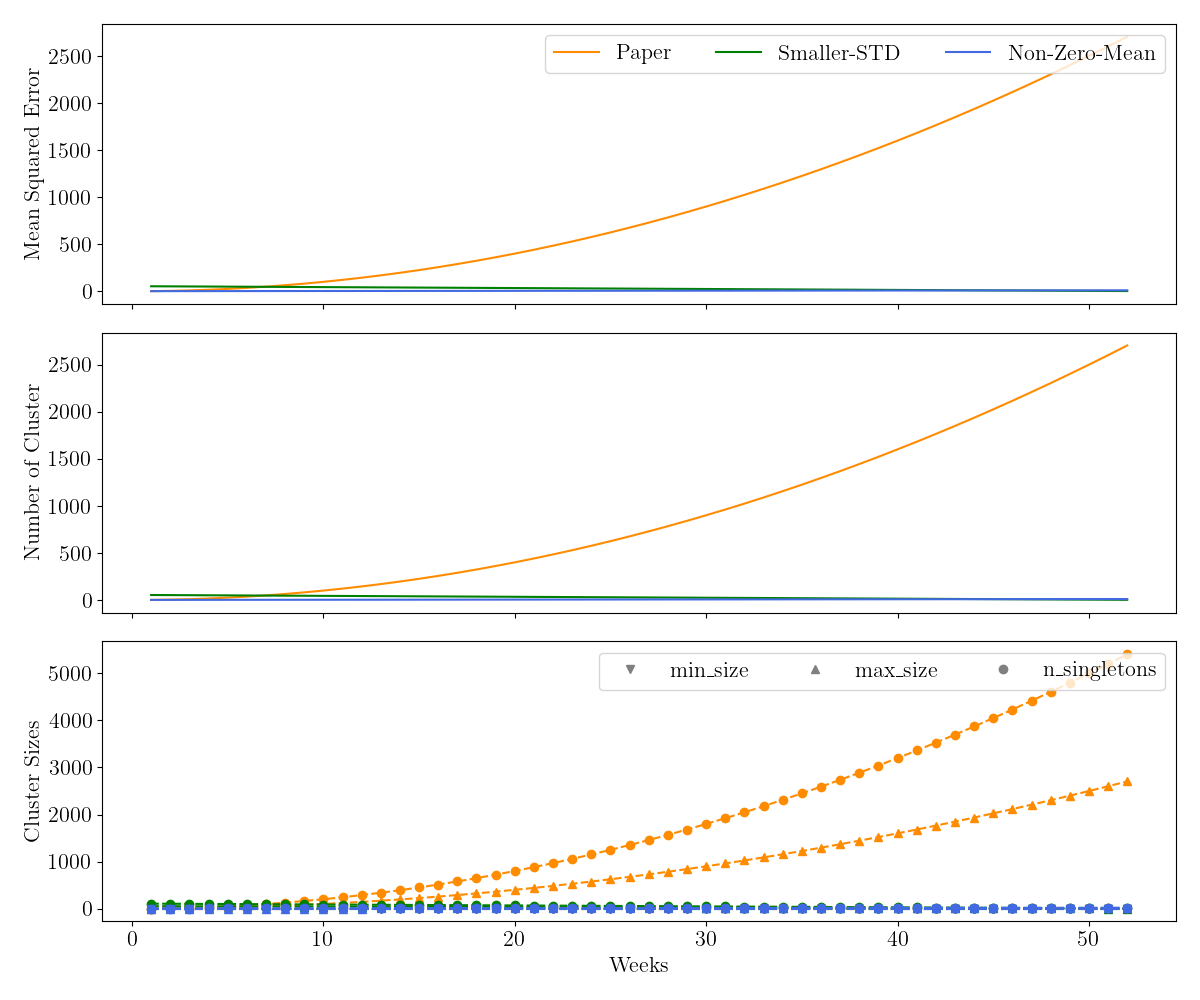 Paper Smaller-STD Non-Zero-Mean
Mean Squared Error
2500
2000
1500
1000
500
0
Number of Cluster
2500
2000
1500
1000
500
0
min_size max_size n_singletons
Cluster Sizes
5000
4000
3000
2000
1000
0
0 10 20 30 40 50
Weeks